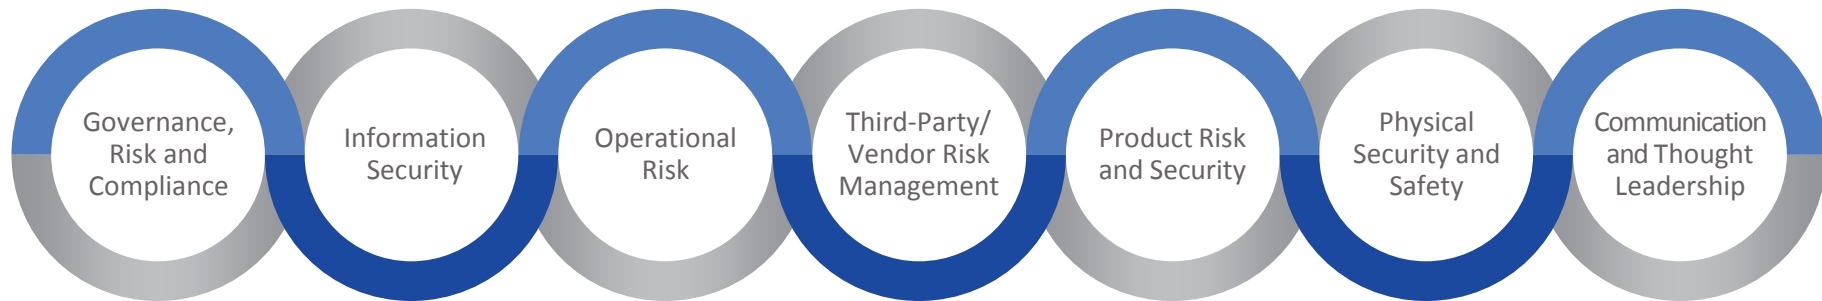 Governance,
Risk and
Compliance
Information
Security
Operational
Risk
Third-Party/
Vendor Risk
Management
Product Risk
and Security
Physical
Security and
Safety
Communication
and Thought
Leadership